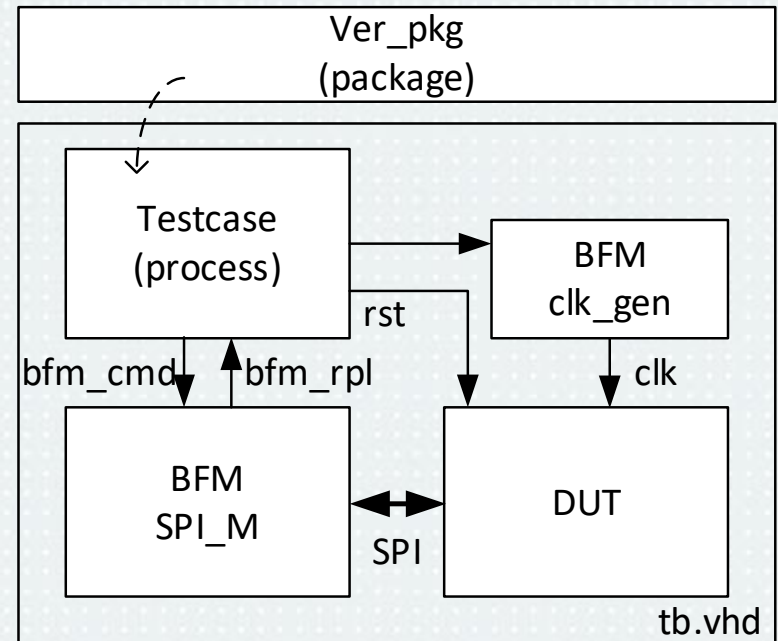 Ver_pkg
(package)
Testcase
(process)
BFM
clk_gen
rst
bfm_cmd
bfm_rpl
clk
BFM
SPI_M
SPI
DUT
tb.vhd